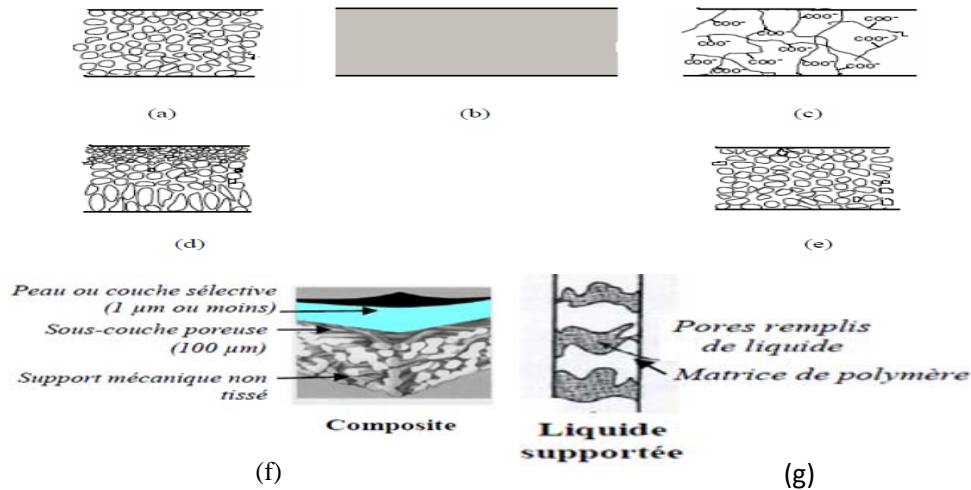 COO⁻ COO⁻
COO⁻ COO⁻
COO⁻ COO⁻
COO⁻ COO⁻ COO⁻
(a)
(b)
(c)
(d)
(e)
Peau ou couche sélective
(1 µm ou moins)
Sous-couche poreuse
(100 µm)
Support mécanique non
tissé
Composite
Pores remplis
de liquide
Matrice de polymère
Liquide
supportée
(f)
(g)